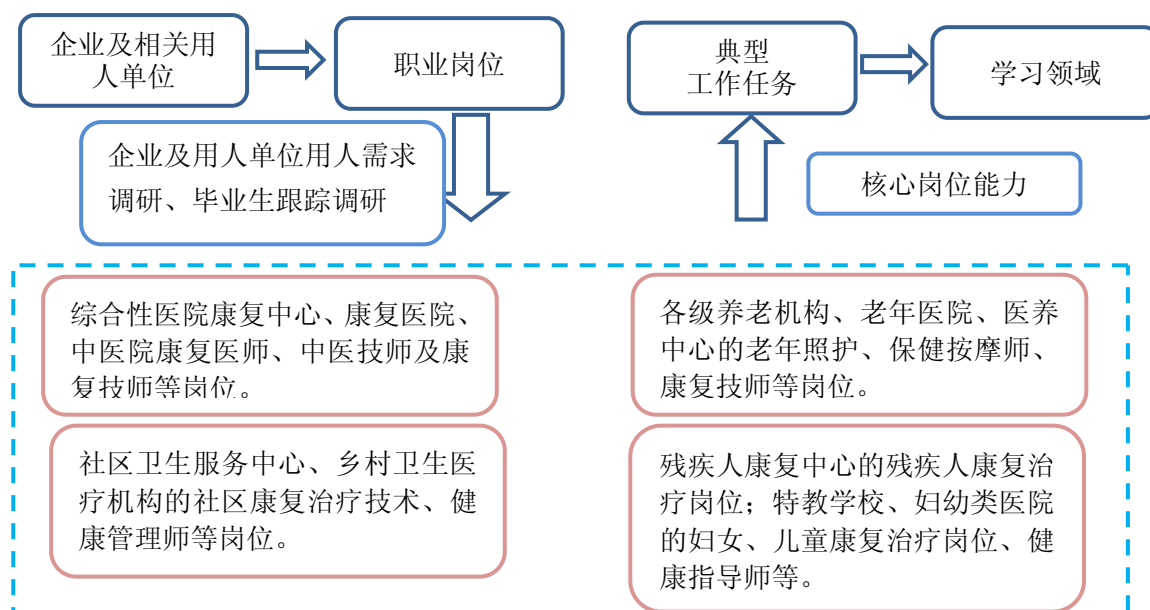 企业及相关用
人单位
职业岗位
典型
工作任务
学习领域
企业及用人单位用人需求
调研、毕业生跟踪调研
核心岗位能力
综合性医院康复中心、康复医院、
中医院康复医师、中医技师及康
复技师等岗位。
各级养老机构、老年医院、医养
中心的老年照护、保健按摩师、
康复技师等岗位。
社区卫生服务中心、乡村卫生医
疗机构的社区康复治疗技术、健
康管理师等岗位。
残疾人康复中心的残疾人康复治
疗岗位；特教学校、妇幼类医院
的妇女、儿童康复治疗岗位、健
康指导师等。